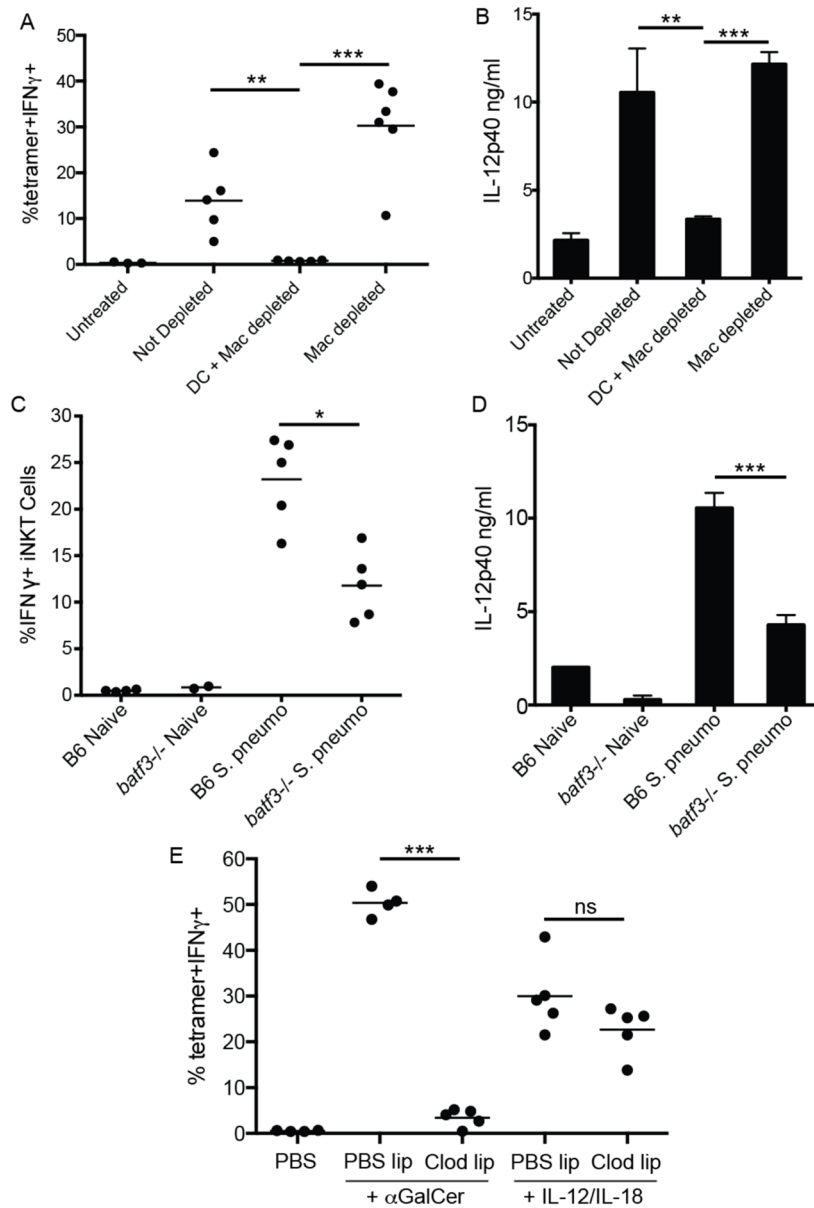 A
%tetramer+IFNγ+
50
40
30
20
10
0
** ***
Untreated
Not Depleted
DC + Mac depleted
Mac depleted
B
IL-12p40 ng/ml
15
10
5
0
** ***
Untreated
Not Depleted
DC + Mac depleted
Mac depleted
C
%IFN γ+ iNKT Cells
30
25
20
15
10
5
0
*
B6 Naive
batf3-/- Naive
B6 S. pneumo
batf3-/- S. pneumo
D
IL-12p40 ng/ml
15
10
5
0
***
B6 Naive
batf3-/- Naive
B6 S. pneumo
batf3-/- S. pneumo
E
% tetramer+IFNγ+
60
50
40
30
20
10
0
*** ns
PBS PBS lip Clod lip PBS lip Clod lip
+ αGalCer + IL-12/IL-18